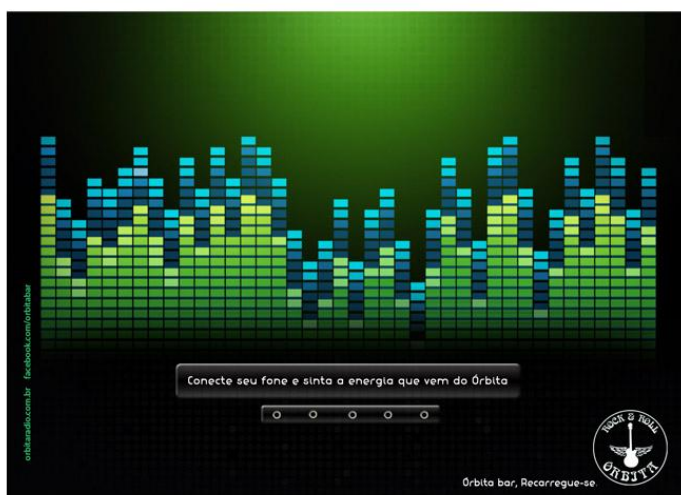 orbitaradio.com.br facebook.com/orbitabar
Conecte seu fone e sinta a energia que vem do Órbita
ROCK & ROLL
ÓRBITA
Órbita bar, Recarregue-se.